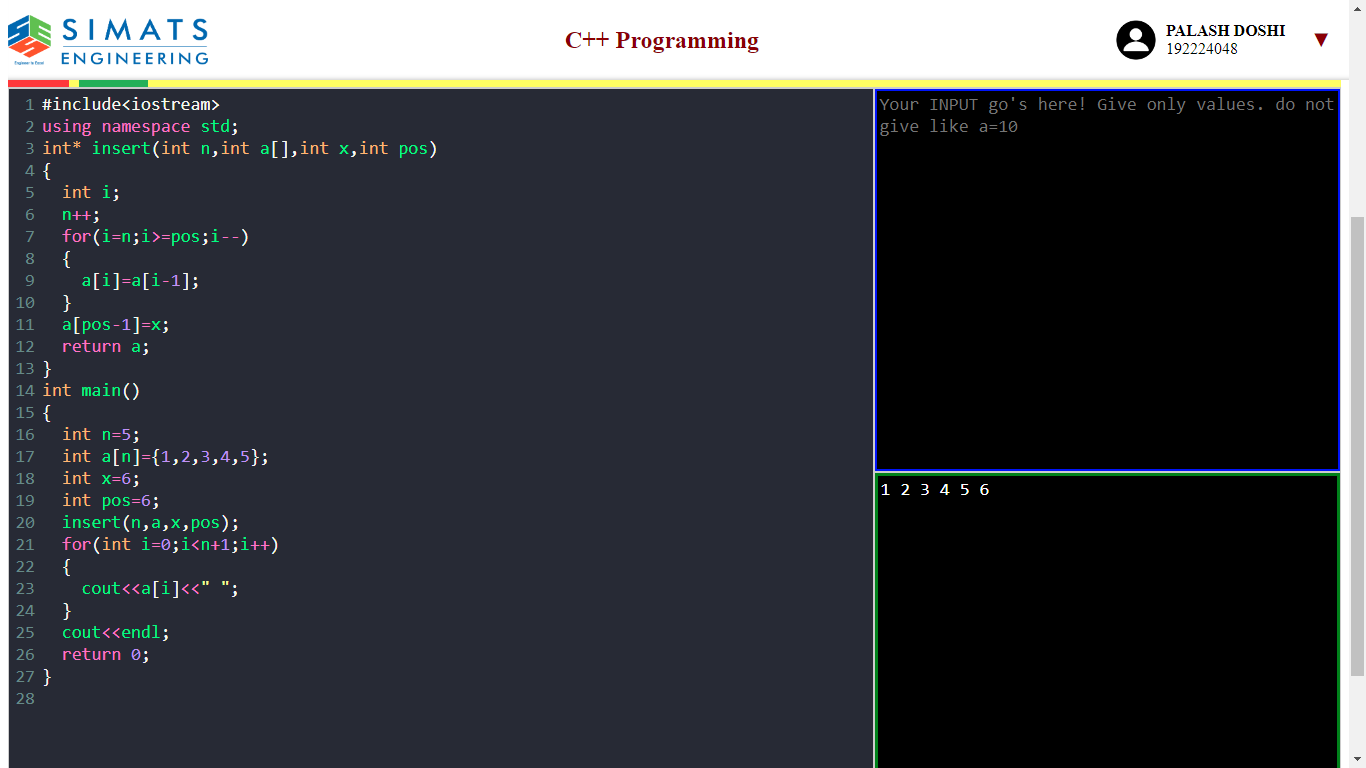 SIMATS
ENGINEERING
Engineer to Excel
C++ Programming
PALASH DOSHI
192224048
▼
1 #include<iostream>
2 using namespace std;
3 int* insert(int n,int a[],int x,int pos)
4 {
5   int i;
6   n++;
7   for(i=n;i>=pos;i--)
8   {
9     a[i]=a[i-1];
10   }
11   a[pos-1]=x;
12   return a;
13 }
14 int main()
15 {
16   int n=5;
17   int a[n]={1,2,3,4,5};
18   int x=6;
19   int pos=6;
20   insert(n,a,x,pos);
21   for(int i=0;i<n+1;i++)
22   {
23     cout<<a[i]<<" ";
24   }
25   cout<<endl;
26   return 0;
27 }
28
Your INPUT go's here! Give only values. do not
give like a=10
1 2 3 4 5 6